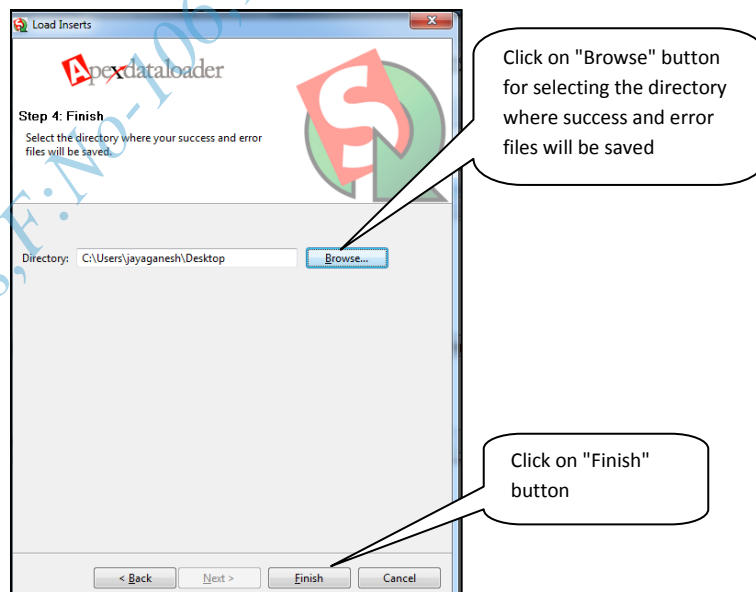 Load Inserts
Apexdataloader
Step 4: Finish
Select the directory where your success and error
files will be saved.
Directory: C:\Users\jayaganesh\Desktop Browse...
< Back Next > Finish Cancel
Click on "Browse" button
for selecting the directory
where success and error
files will be saved
Click on "Finish"
button
,F:No-106,